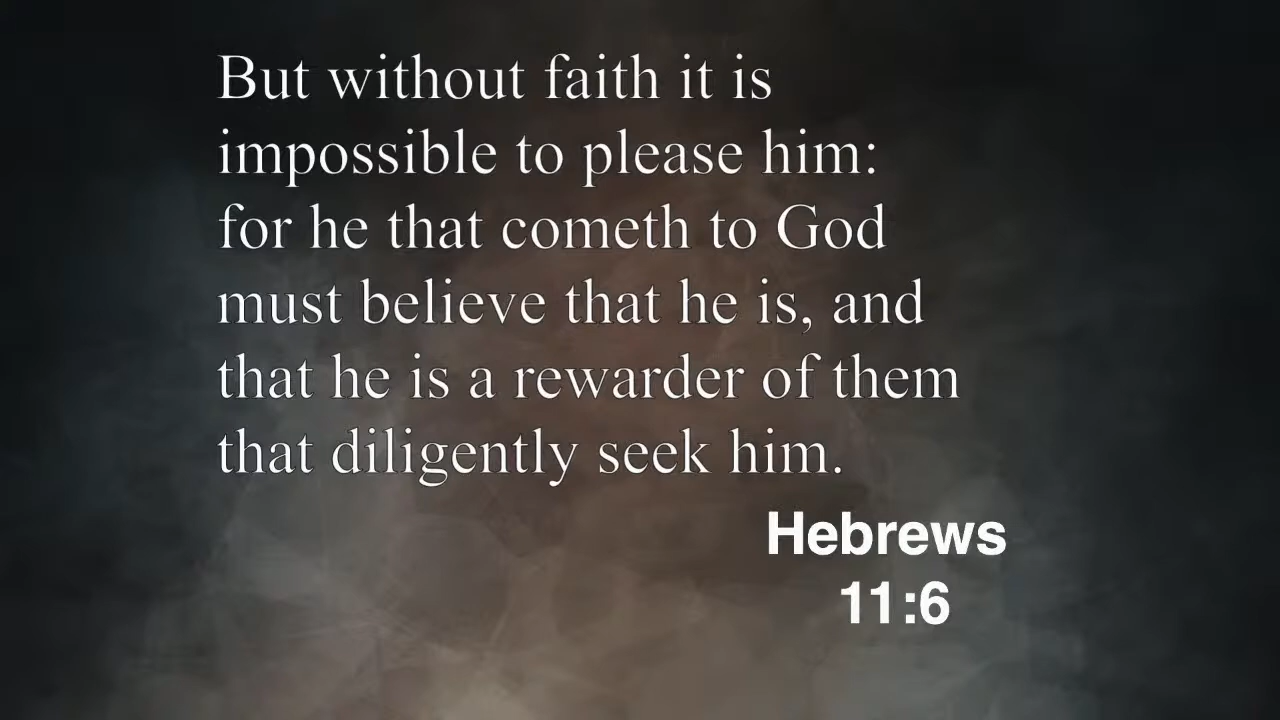 But without faith it is
impossible to please him:
for he that cometh to God
must believe that he is, and
that he is a rewarder of them
that diligently seek him.
Hebrews
11:6